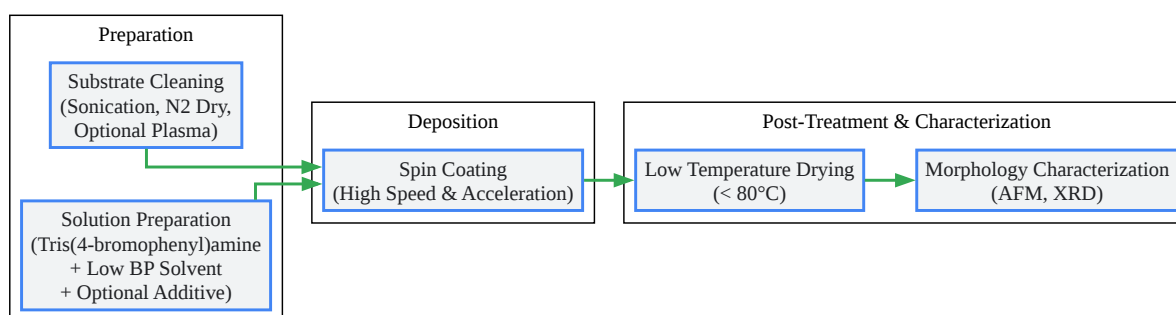 Preparation
Substrate Cleaning
(Sonication, N2 Dry,
Optional Plasma)
Solution Preparation
(Tris(4-bromophenyl)amine
+ Low BP Solvent
+ Optional Additive)
Deposition
Spin Coating
(High Speed & Acceleration)
Post-Treatment & Characterization
Low Temperature Drying
(< 80°C)
Morphology Characterization
(AFM, XRD)